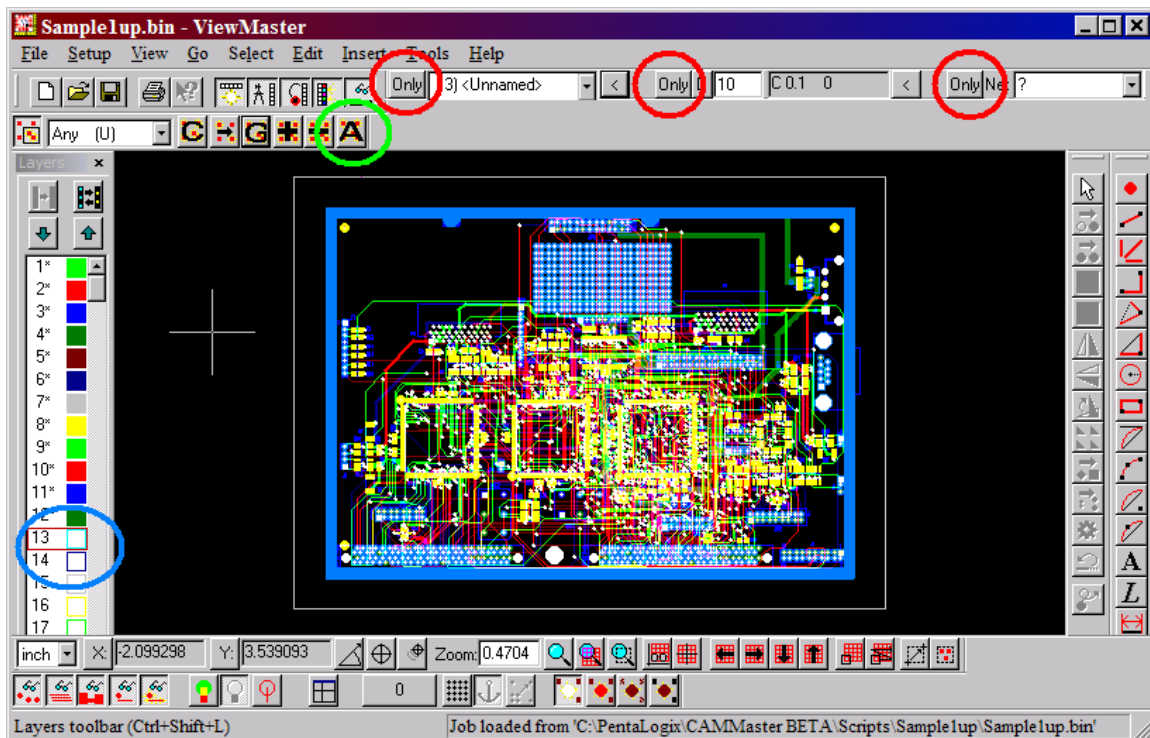 Sample1up.bin - ViewMaster
File Setup View Go Select Edit Insert Tools Help
Only 3) <Unnamed> < Only 10 C 0.1 0 < Only Net ?
Any (U) C G A
Layers x
1*
2*
3*
4*
5*
6*
7*
8*
9*
10*
11*
12*
13
14
15
16
17
A
L
inch X: -2.099298 Y: 3.539093 Zoom: 0.4704
0
Layers toolbar (Ctrl+Shift+L) Job loaded from 'C:\PentaLogix\CAMMaster BETA\Scripts\Sample1up\Sample1up.bin'